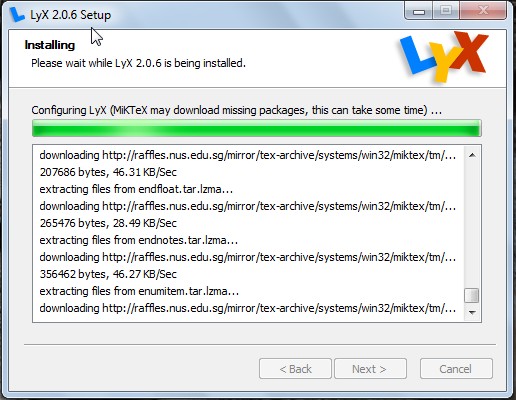 LyX 2.0.6 Setup
Installing
Please wait while LyX 2.0.6 is being installed.
LYX
Configuring LyX (MiKTeX may download missing packages, this can take some time) ...
downloading http://raffles.nus.edu.sg/mirror/tex-archive/systems/win32/miktex/tm/...
207686 bytes, 46.31 KB/Sec
extracting files from endfloat.tar.lzma...
downloading http://raffles.nus.edu.sg/mirror/tex-archive/systems/win32/miktex/tm/...
265476 bytes, 28.49 KB/Sec
extracting files from endnotes.tar.lzma...
downloading http://raffles.nus.edu.sg/mirror/tex-archive/systems/win32/miktex/tm/...
356462 bytes, 46.27 KB/Sec
extracting files from enumitem.tar.lzma...
downloading http://raffles.nus.edu.sg/mirror/tex-archive/systems/win32/miktex/tm/...
< Back Next > Cancel